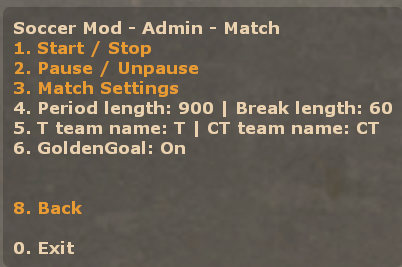 Soccer Mod - Admin - Match
1. Start / Stop
2. Pause / Unpause
3. Match Settings
4. Period length: 900 | Break length: 60
5. T team name: T | CT team name: CT
6. GoldenGoal: On
8. Back
0. Exit